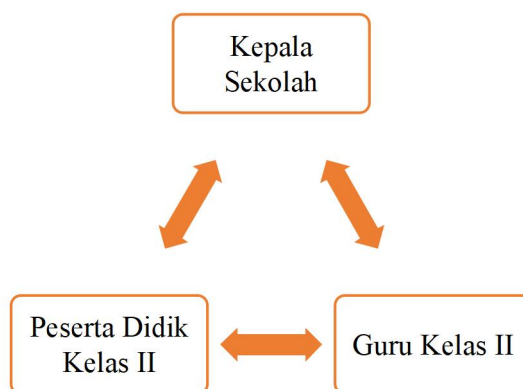 Kepala
Sekolah
Peserta Didik
Kelas II
Guru Kelas II